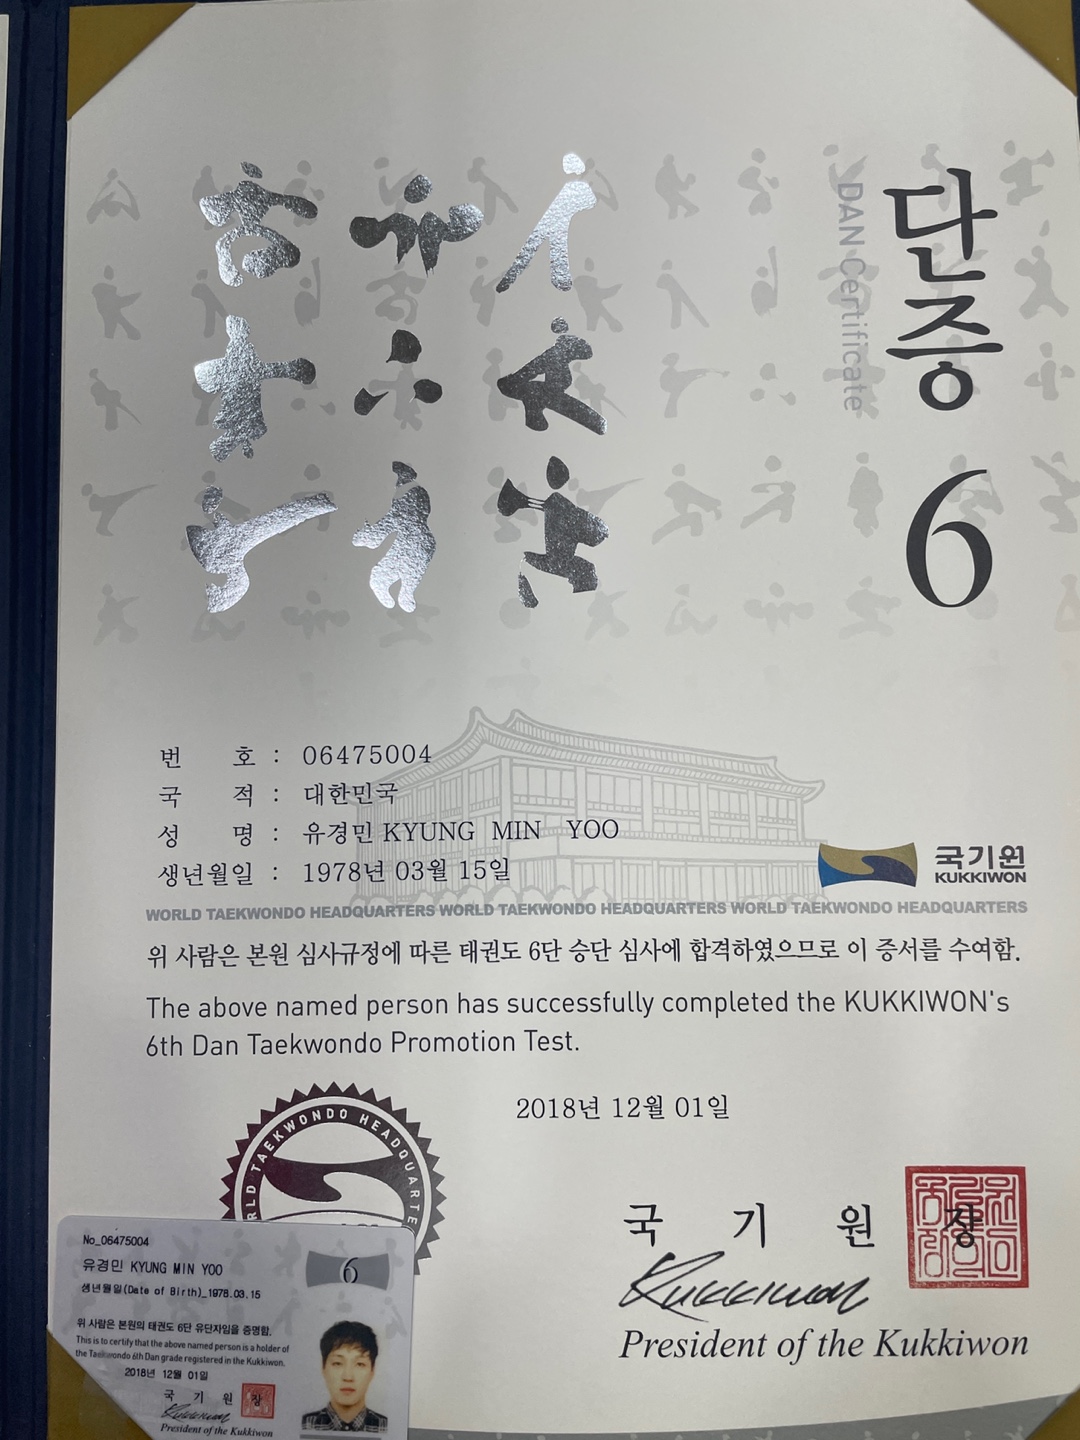 단증
DAN Certificate
6
번 호 : 06475004
국 적 : 대한민국
성 명 : 유경민 KYUNG MIN YOO
생년월일 : 1978년 03월 15일
국기원
KUKKIWON
WORLD TAEKWONDO HEADQUARTERS WORLD TAEKWONDO HEADQUARTERS WORLD TAEKWONDO HEADQUARTERS
위 사람은 본원 심사규정에 따른 태권도 6단 승단 심사에 합격하였으므로 이 증서를 수여함.
The above named person has successfully completed the KUKKIWON's
6th Dan Taekwondo Promotion Test.
2018년 12월 01일
TAEKWONDO
국 기 원 장
Kukkiwon
President of the Kukkiwon
No_06475004
유경민 KYUNG MIN YOO
6
생년월일(Date of Birth)_1978.03.15
위 사람은 본원의 태권도 6단 유단자임을 증명함.
This is to certify that the above named person is a holder of
the Taekwondo 6th Dan grade registered in the Kukkiwon.
2018년 12월 01일
국 기 원 장
Kukkiwon
President of the Kukkiwon